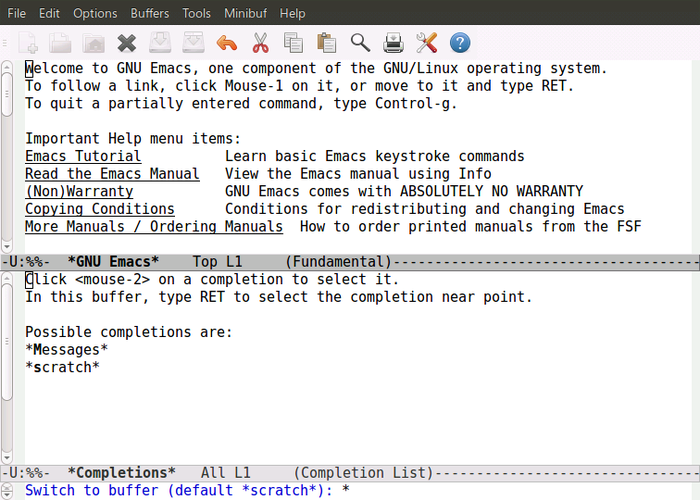 File Edit Options Buffers Tools Minibuf Help
Welcome to GNU Emacs, one component of the GNU/Linux operating system.
To follow a link, click Mouse-1 on it, or move to it and type RET.
To quit a partially entered command, type Control-g.
Important Help menu items:
Emacs Tutorial Learn basic Emacs keystroke commands
Read the Emacs Manual View the Emacs manual using Info
(Non)Warranty GNU Emacs comes with ABSOLUTELY NO WARRANTY
Copying Conditions Conditions for redistributing and changing Emacs
More Manuals / Ordering Manuals How to order printed manuals from the FSF
-U:%%- *GNU Emacs* Top L1 (Fundamental)-------------------------------------
Click <mouse-2> on a completion to select it.
In this buffer, type RET to select the completion near point.
Possible completions are:
*Messages*
*scratch*
-U:%%- *Completions* All L1 (Completion List)--------------------------------
Switch to buffer (default *scratch*): *